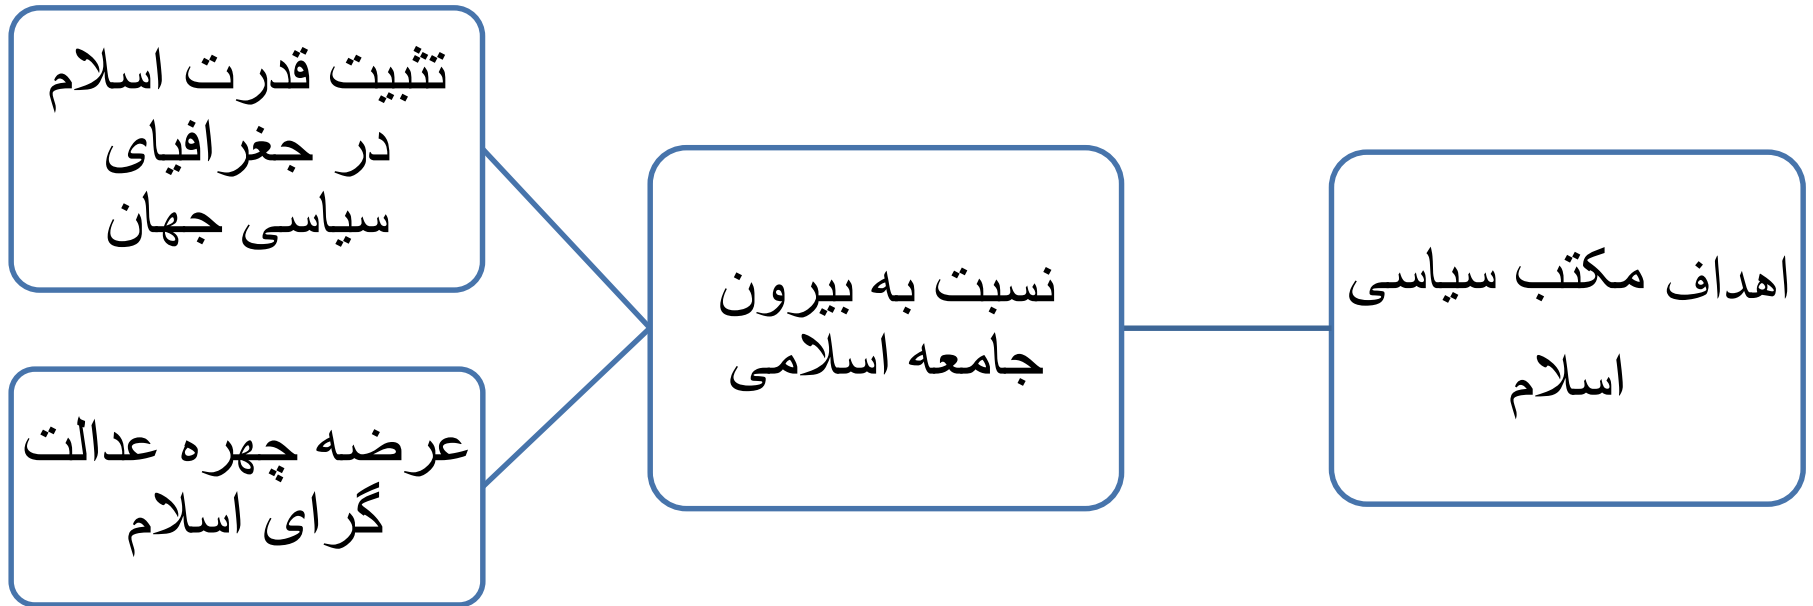 اهداف مکتب سیاسی
اسلام
نسبت به بیرون
جامعه اسلامی
تثبیت قدرت اسلام
در جغرافیای
سیاسی جهان
عرضه چهره عدالت
گرای اسلام